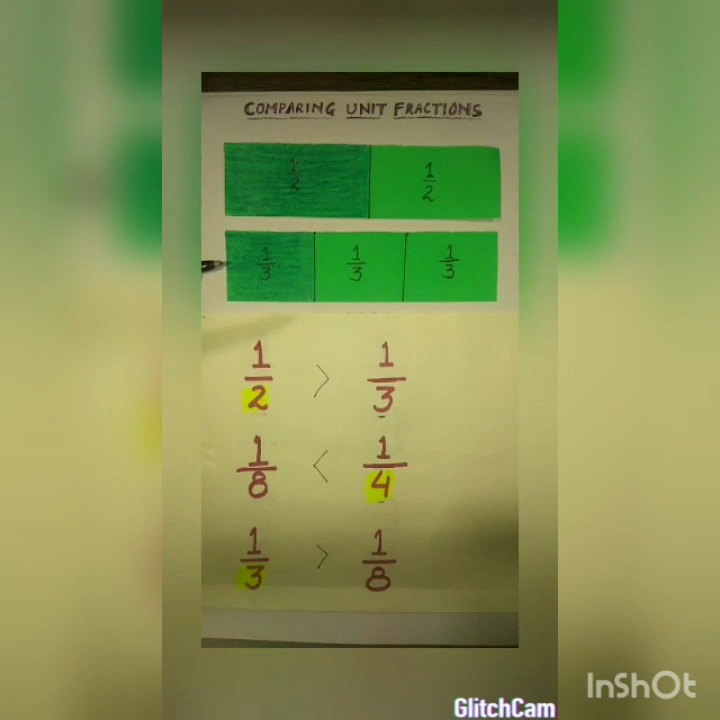 COMPARING UNIT FRACTIONS
1/2 1/2
1/3 1/3 1/3
1/2 > 1/3
1/8 < 1/4
1/3 > 1/8
InShOt
GlitchCam